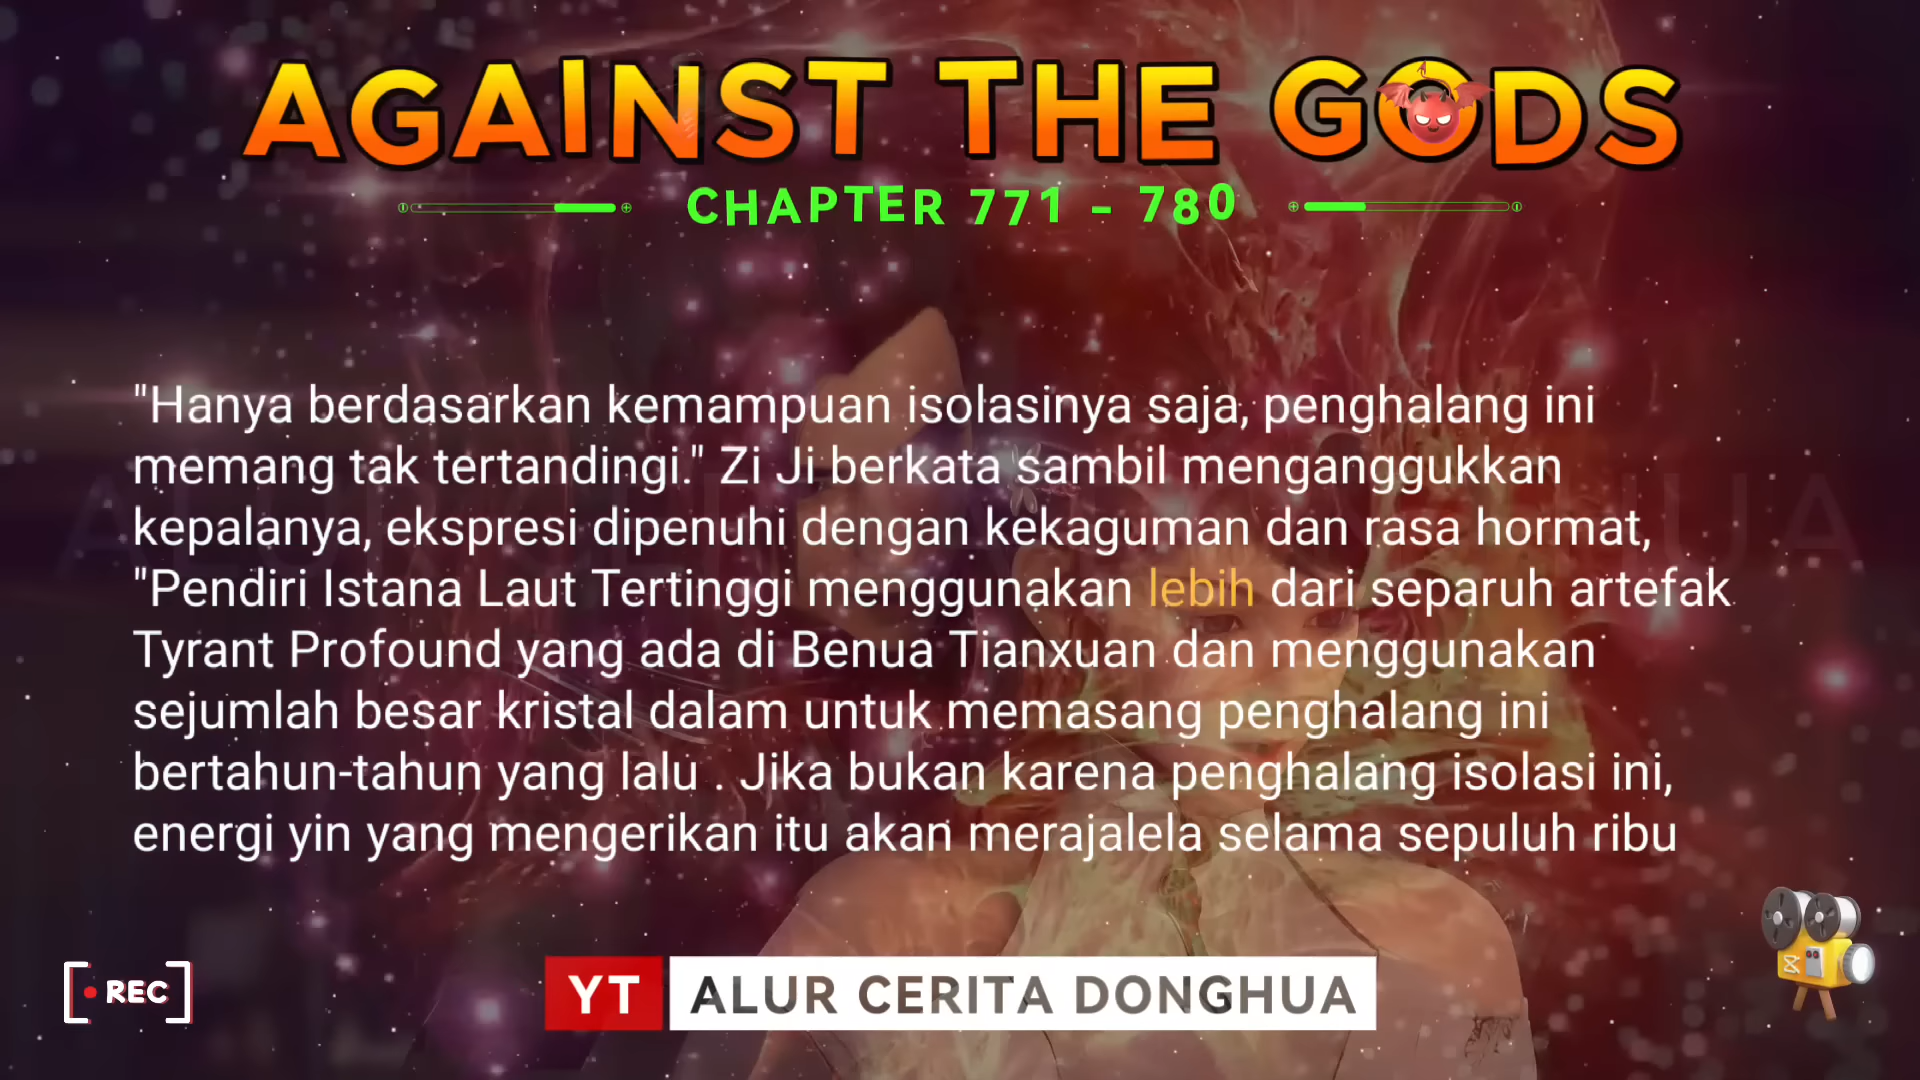 AGAINST THE GODS
CHAPTER 771 - 780
"Hanya berdasarkan kemampuan isolasinya saja, penghalang ini
memang tak tertandingi." Zi Ji berkata sambil menganggukkan
kepalanya, ekspresi dipenuhi dengan kekaguman dan rasa hormat,
"Pendiri Istana Laut Tertinggi menggunakan lebih dari separuh artefak
Tyrant Profound yang ada di Benua Tianxuan dan menggunakan
sejumlah besar kristal dalam untuk memasang penghalang ini
bertahun-tahun yang lalu . Jika bukan karena penghalang isolasi ini,
energi yin yang mengerikan itu akan merajalela selama sepuluh ribu
REC
YT ALUR CERITA DONGHUA